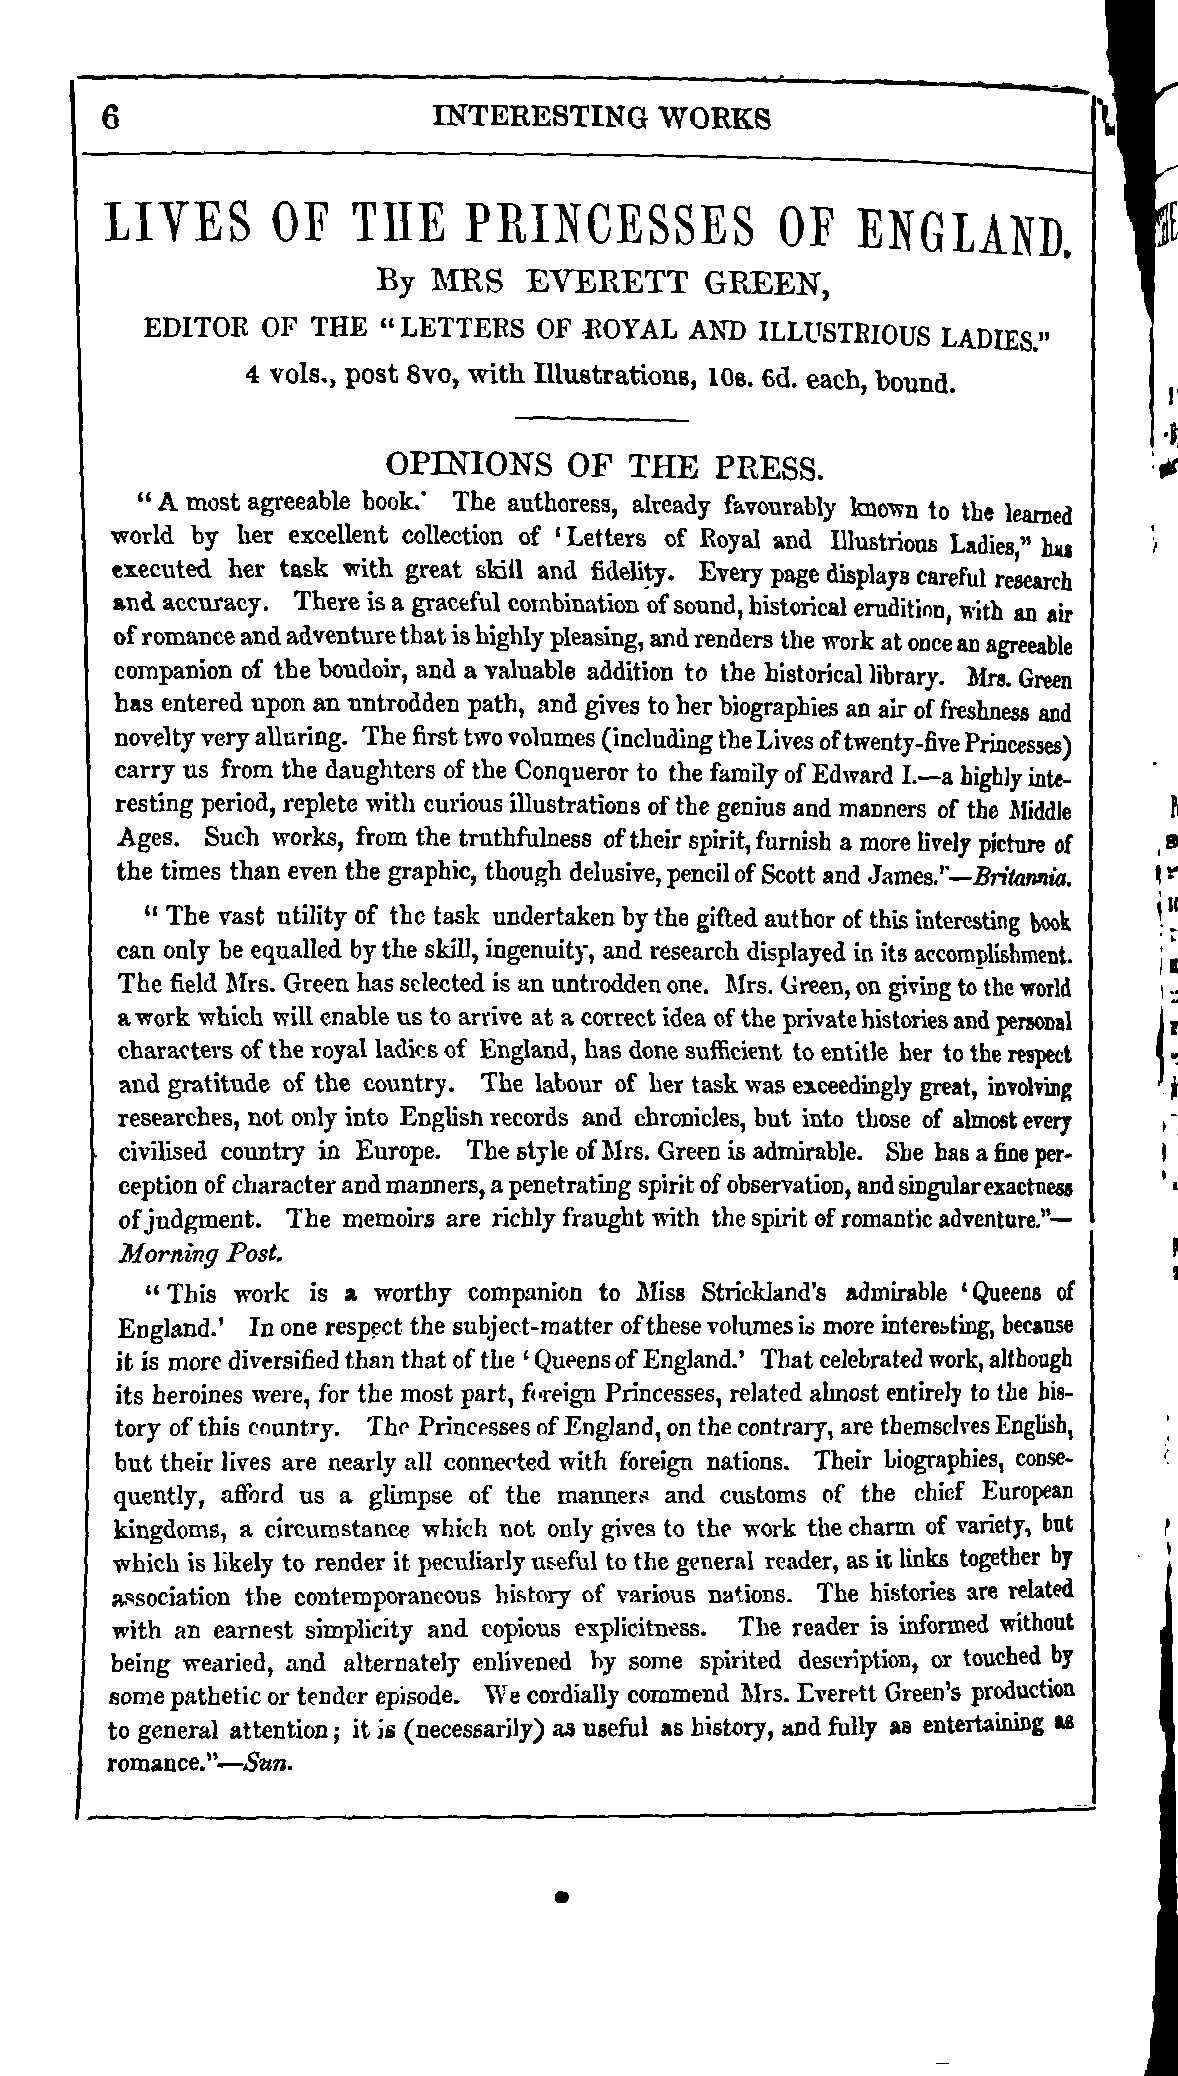 6 INTERESTING WORKS
LIVES OF THE PRINCESSES OF ENGLAND.
By MRS EVERETT GREEN,
EDITOR OF THE “LETTERS OF ROYAL AND ILLUSTRIOUS LADIES.”
4 vols., post 8vo, with Illustrations, 10s. 6d. each, bound.
OPINIONS OF THE PRESS.
“A most agreeable book.' The authoress, already favourably known to the learned
world by her excellent collection of ‘Letters of Royal and Illustrious Ladies,” has
executed her task with great skill and fidelity. Every page displays careful research
and accuracy. There is a graceful combination of sound, historical erudition, with an air
of romance and adventure that is highly pleasing, and renders the work at once an agreeable
companion of the boudoir, and a valuable addition to the historical library. Mrs. Green
has entered upon an untrodden path, and gives to her biographies an air of freshness and
novelty very alluring. The first two volumes (including the Lives of twenty-five Princesses)
carry us from the daughters of the Conqueror to the family of Edward I.—a highly inte-
resting period, replete with curious illustrations of the genius and manners of the Middle
Ages. Such works, from the truthfulness of their spirit, furnish a more lively picture of
the times than even the graphic, though delusive, pencil of Scott and James.”—Britannia.
“The vast utility of the task undertaken by the gifted author of this interesting book
can only be equalled by the skill, ingenuity, and research displayed in its accomplishment.
The field Mrs. Green has selected is an untrodden one. Mrs. Green, on giving to the world
a work which will enable us to arrive at a correct idea of the private histories and personal
characters of the royal ladies of England, has done sufficient to entitle her to the respect
and gratitude of the country. The labour of her task was exceedingly great, involving
researches, not only into English records and chronicles, but into those of almost every
civilised country in Europe. The style of Mrs. Green is admirable. She has a fine per-
ception of character and manners, a penetrating spirit of observation, and singular exactness
of judgment. The memoirs are richly fraught with the spirit of romantic adventure.”—
Morning Post.
“This work is a worthy companion to Miss Strickland's admirable ‘Queens of
England.’ In one respect the subject-matter of these volumes is more interesting, because
it is more diversified than that of the ‘Queens of England.’ That celebrated work, although
its heroines were, for the most part, foreign Princesses, related almost entirely to the his-
tory of this country. The Princesses of England, on the contrary, are themselves English,
but their lives are nearly all connected with foreign nations. Their biographies, conse-
quently, afford us a glimpse of the manners and customs of the chief European
kingdoms, a circumstance which not only gives to the work the charm of variety, but
which is likely to render it peculiarly useful to the general reader, as it links together by
association the contemporaneous history of various nations. The histories are related
with an earnest simplicity and copious explicitness. The reader is informed without
being wearied, and alternately enlivened by some spirited description, or touched by
some pathetic or tender episode. We cordially commend Mrs. Everett Green's production
to general attention; it is (necessarily) as useful as history, and fully as entertaining as
romance.”—Sun.